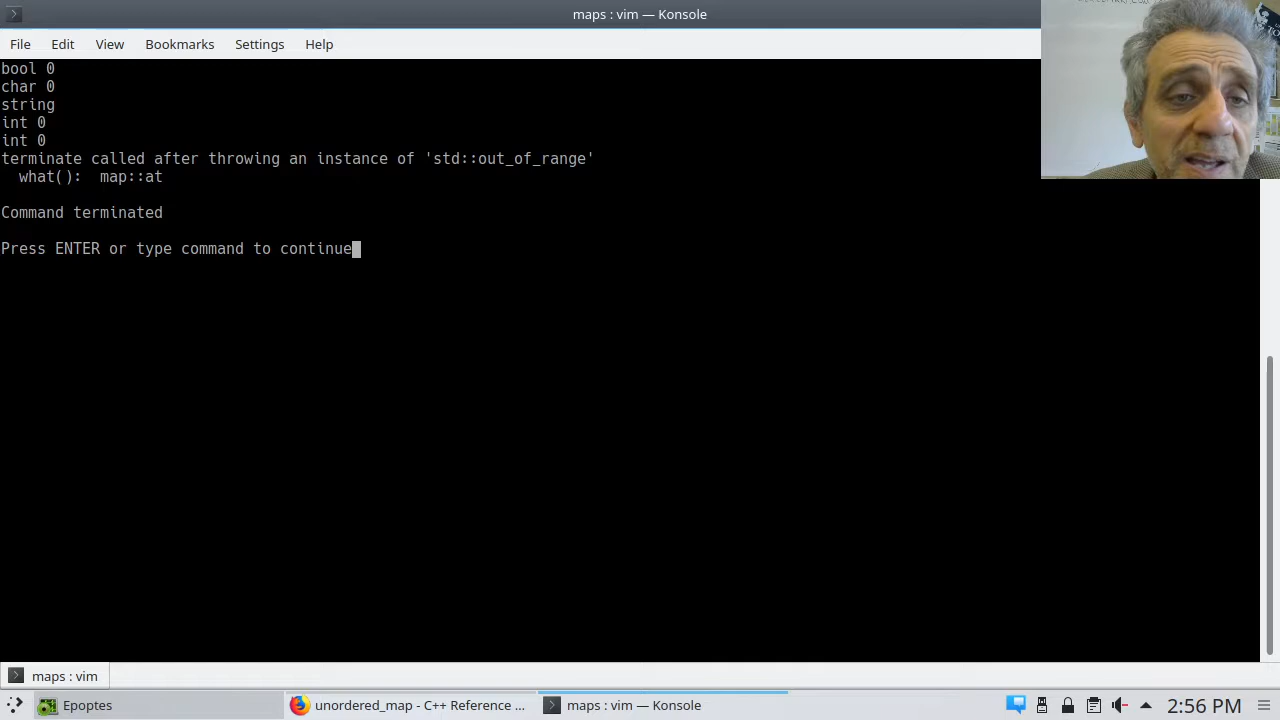 maps : vim — Konsole
File Edit View Bookmarks Settings Help
bool 0
char 0
string
int 0
int 0
terminate called after throwing an instance of 'std::out_of_range'
  what():  map::at
Command terminated
Press ENTER or type command to continue
maps : vim
Epoptes
unordered_map - C++ Reference ...
maps : vim — Konsole
2:56 PM